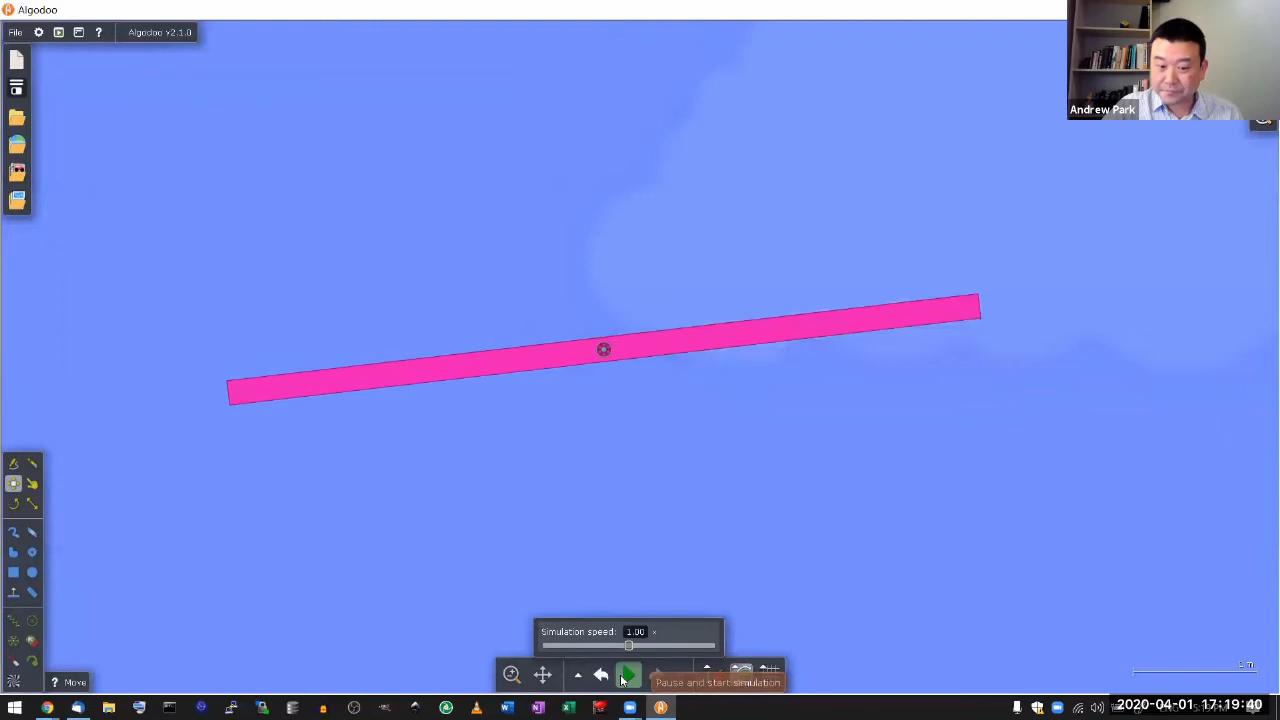 Algodoo
File
?
Algodoo v2.1.0
Andrew Park
Simulation speed: 1.00 x
Pause and start simulation
1 m
? Move
2020-04-01 17:19:40